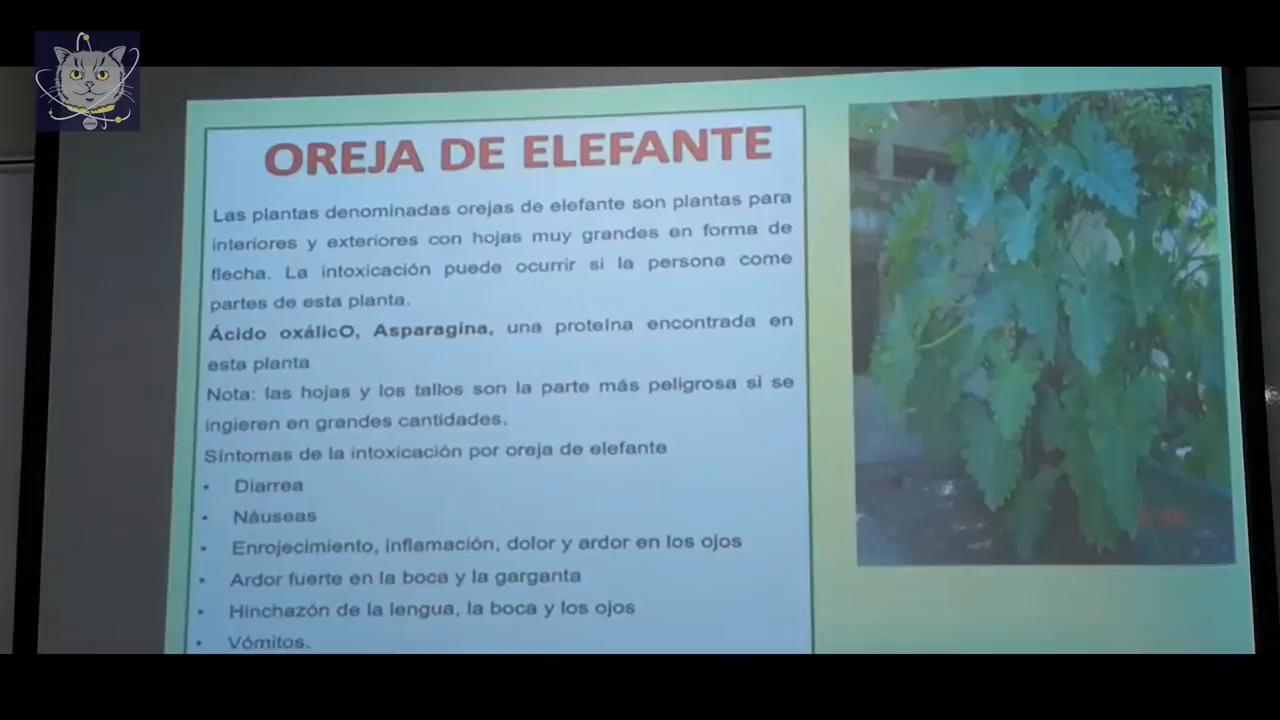 OREJA DE ELEFANTE
Las plantas denominadas orejas de elefante son plantas para
interiores y exteriores con hojas muy grandes en forma de
flecha. La intoxicación puede ocurrir si la persona come
partes de esta planta.
Ácido oxálicO, Asparagina, una proteína encontrada en
esta planta
Nota: las hojas y los tallos son la parte más peligrosa si se
ingieren en grandes cantidades.
Síntomas de la intoxicación por oreja de elefante
• Diarrea
• Náuseas
• Enrojecimiento, inflamación, dolor y ardor en los ojos
• Ardor fuerte en la boca y la garganta
• Hinchazón de la lengua, la boca y los ojos
• Vómitos.